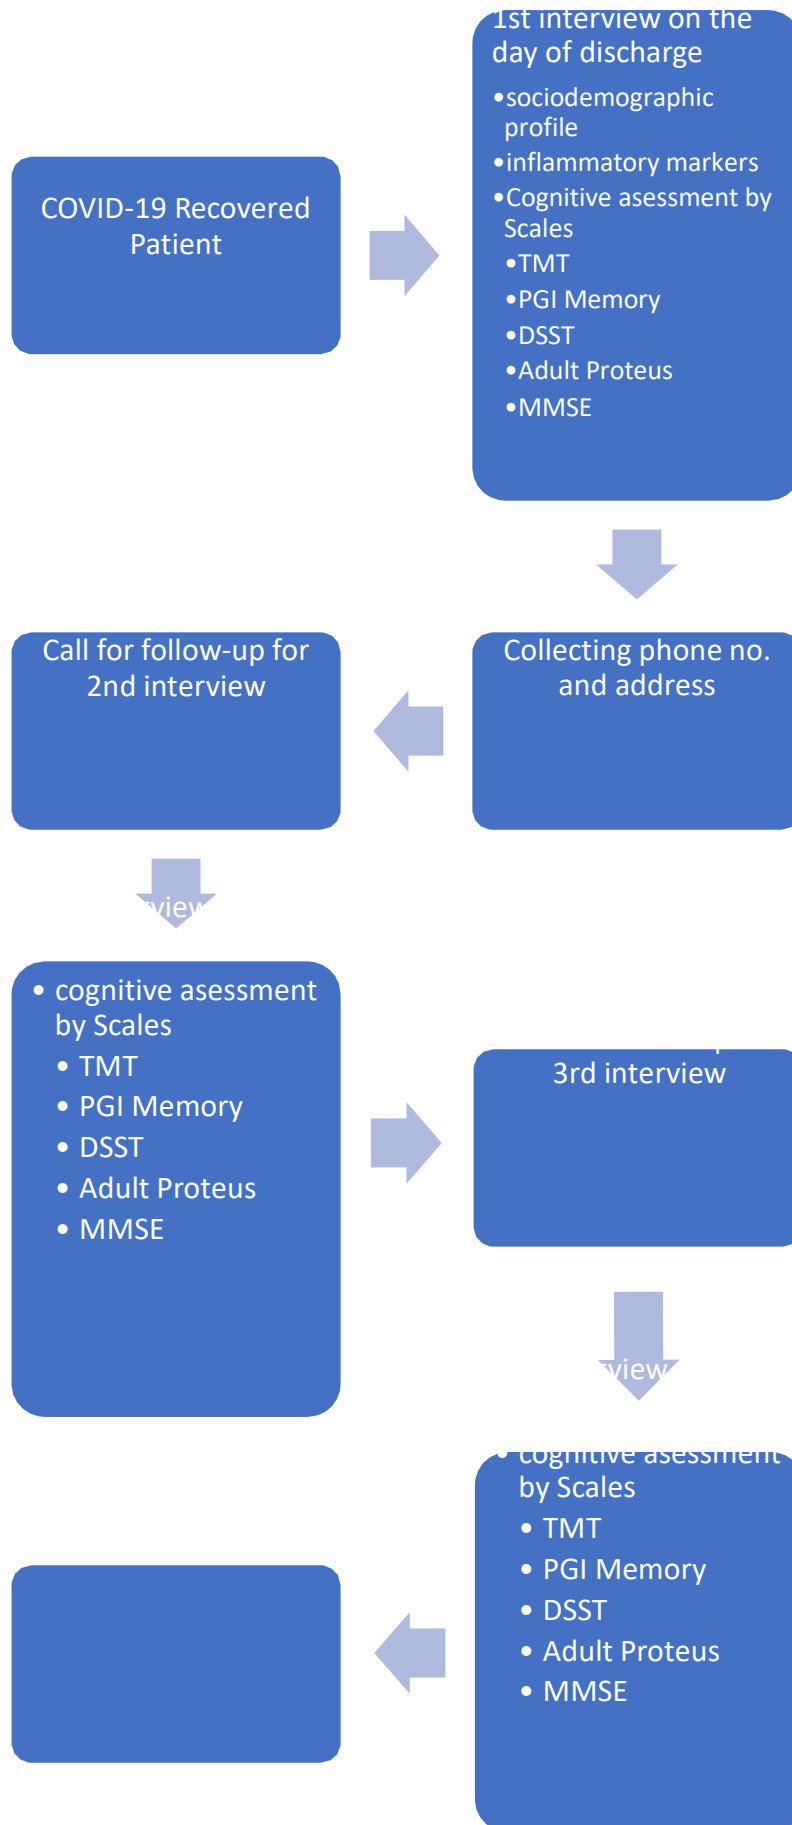 COVID-19 Recovered
Patient
1st interview on the
day of discharge
•sociodemographic
profile
•inflammatory markers
•Cognitive asessment by
Scales
•TMT
•PGI Memory
•DSST
•Adult Proteus
•MMSE
Collecting phone no.
and address
Call for follow-up for
2nd interview
• cognitive asessment
by Scales
• TMT
• PGI Memory
• DSST
• Adult Proteus
• MMSE
3rd interview
• cognitive asessment
by Scales
• TMT
• PGI Memory
• DSST
• Adult Proteus
• MMSE